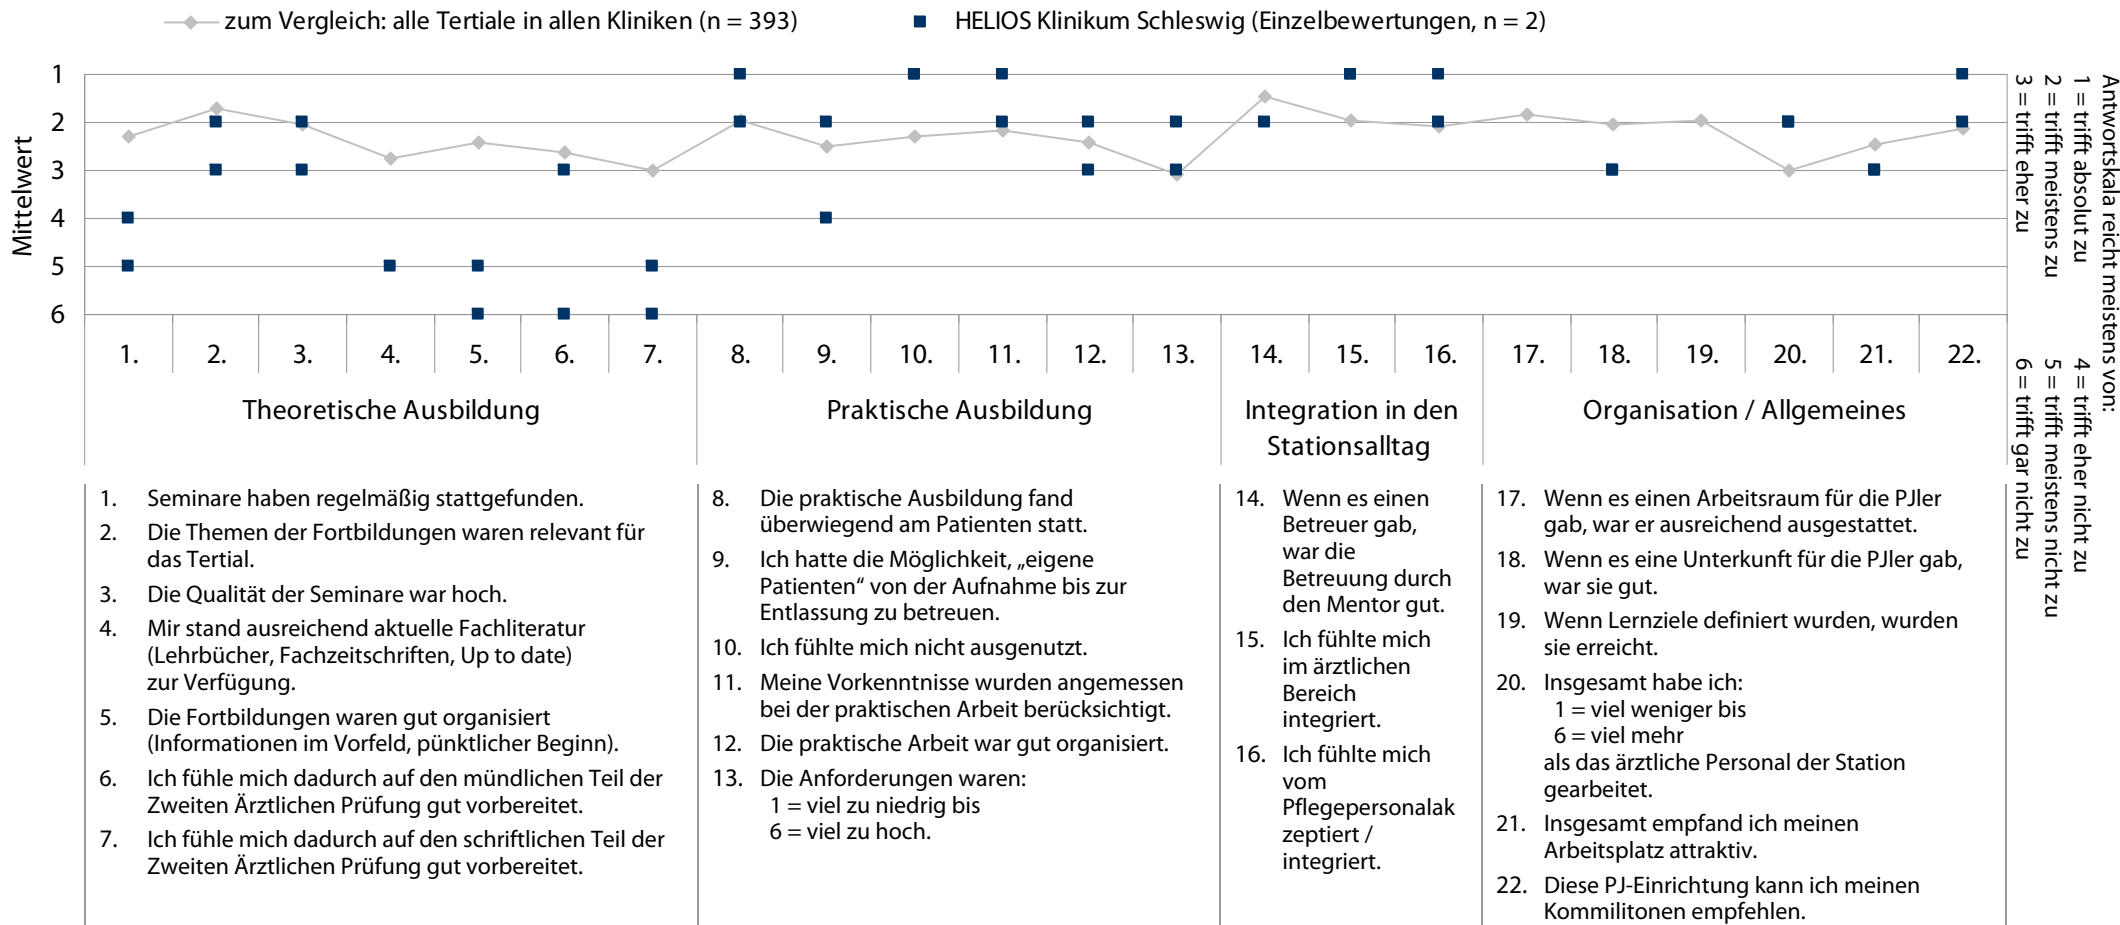 zum Vergleich: alle Tertiale in allen Kliniken (n = 393)
HELIOS Klinikum Schleswig (Einzelbewertungen, n = 2)
Mittelwert
1
2
3
4
5
6
1. 2. 3. 4. 5. 6. 7. 8. 9. 10. 11. 12. 13. 14. 15. 16. 17. 18. 19. 20. 21. 22.
Theoretische Ausbildung
Praktische Ausbildung
Integration in den
Stationsalltag
Organisation / Allgemeines
1. Seminare haben regelmäßig stattgefunden.
2. Die Themen der Fortbildungen waren relevant für
das Tertial.
3. Die Qualität der Seminare war hoch.
4. Mir stand ausreichend aktuelle Fachliteratur
(Lehrbücher, Fachzeitschriften, Up to date)
zur Verfügung.
5. Die Fortbildungen waren gut organisiert
(Informationen im Vorfeld, pünktlicher Beginn).
6. Ich fühle mich dadurch auf den mündlichen Teil der
Zweiten Ärztlichen Prüfung gut vorbereitet.
7. Ich fühle mich dadurch auf den schriftlichen Teil der
Zweiten Ärztlichen Prüfung gut vorbereitet.
8. Die praktische Ausbildung fand
überwiegend am Patienten statt.
9. Ich hatte die Möglichkeit, „eigene
Patienten“ von der Aufnahme bis zur
Entlassung zu betreuen.
10. Ich fühlte mich nicht ausgenutzt.
11. Meine Vorkenntnisse wurden angemessen
bei der praktischen Arbeit berücksichtigt.
12. Die praktische Arbeit war gut organisiert.
13. Die Anforderungen waren:
1 = viel zu niedrig bis
6 = viel zu hoch.
14. Wenn es einen
Betreuer gab,
war die
Betreuung durch
den Mentor gut.
15. Ich fühlte mich
im ärztlichen
Bereich
integriert.
16. Ich fühlte mich
vom
Pflegepersonalak
zeptiert /
integriert.
17. Wenn es einen Arbeitsraum für die PJler
gab, war er ausreichend ausgestattet.
18. Wenn es eine Unterkunft für die PJler gab,
war sie gut.
19. Wenn Lernziele definiert wurden, wurden
sie erreicht.
20. Insgesamt habe ich:
1 = viel weniger bis
6 = viel mehr
als das ärztliche Personal der Station
gearbeitet.
21. Insgesamt empfand ich meinen
Arbeitsplatz attraktiv.
22. Diese PJ-Einrichtung kann ich meinen
Kommilitonen empfehlen.
Antwortskala reicht meistens von:
1 = trifft absolut zu 4 = trifft eher nicht zu
2 = trifft meistens zu 5 = trifft meistens nicht zu
3 = trifft eher zu 6 = trifft gar nicht zu